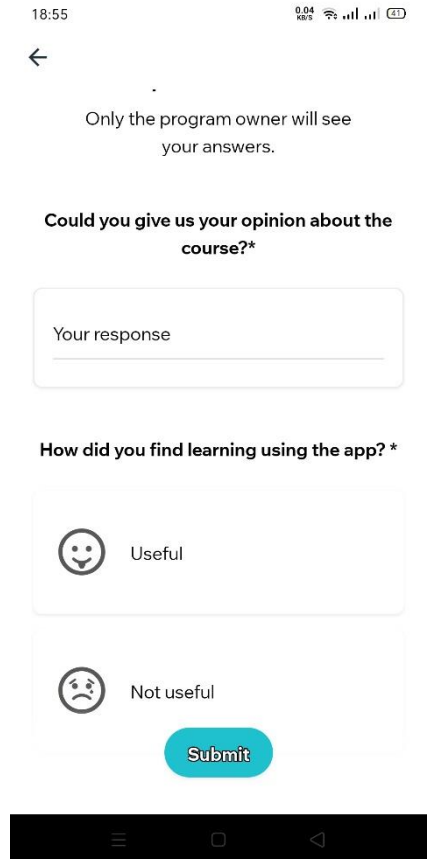 18:55
0.04
KB/S
41
Only the program owner will see
your answers.
Could you give us your opinion about the
course?*
Your response
How did you find learning using the app? *
Useful
Not useful
Submit